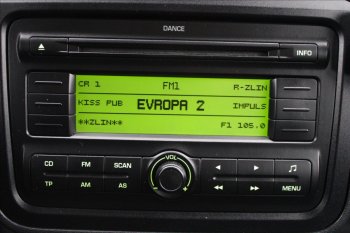 DANCE
INFO
CR 1 FM1 R-ZLIN
KISS PUB EVROPA 2 IMPULS
**ZLIN** F1 105.0
CD FM SCAN VOL
TP AM AS MENU